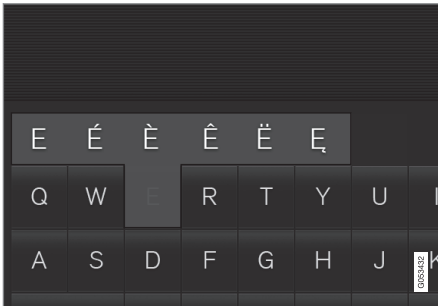 E É È Ê Ë Ę
Q W E R T Y U I
A S D F G H J K
G053432